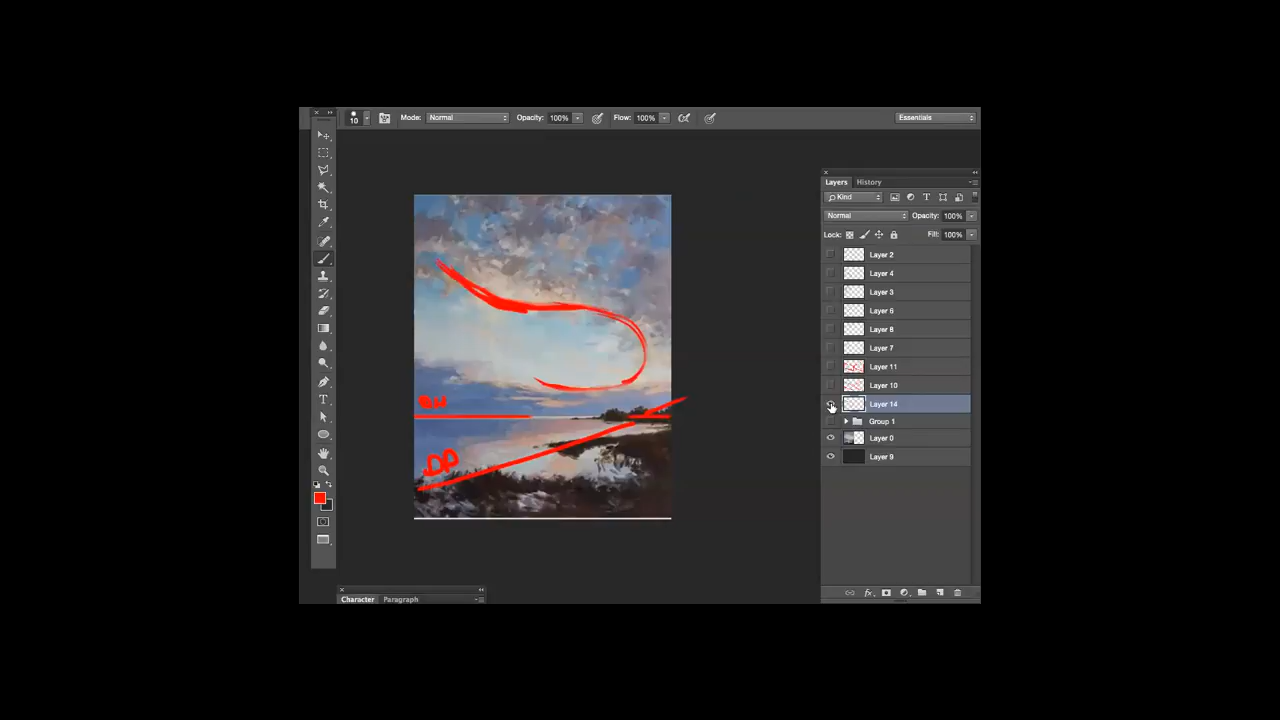 10 Mode: Normal Opacity: 100% Flow: 100% Essentials
Layers History
Kind
Normal Opacity: 100%
Lock: Fill: 100%
Layer 2
Layer 4
Layer 3
Layer 6
Layer 8
Layer 7
Layer 11
Layer 10
Layer 14
Group 1
Layer 0
Layer 9
DD
Character Paragraph